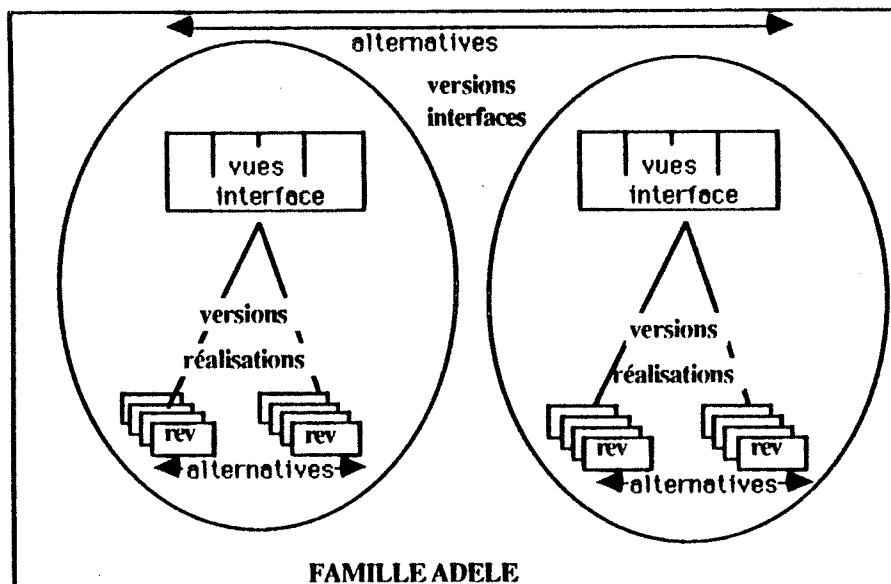 alternatives
versions
interfaces
vues
interface
vues
interface
versions
réalisations
versions
réalisations
rev
rev
rev
rev
alternatives
alternatives
FAMILLE ADELE